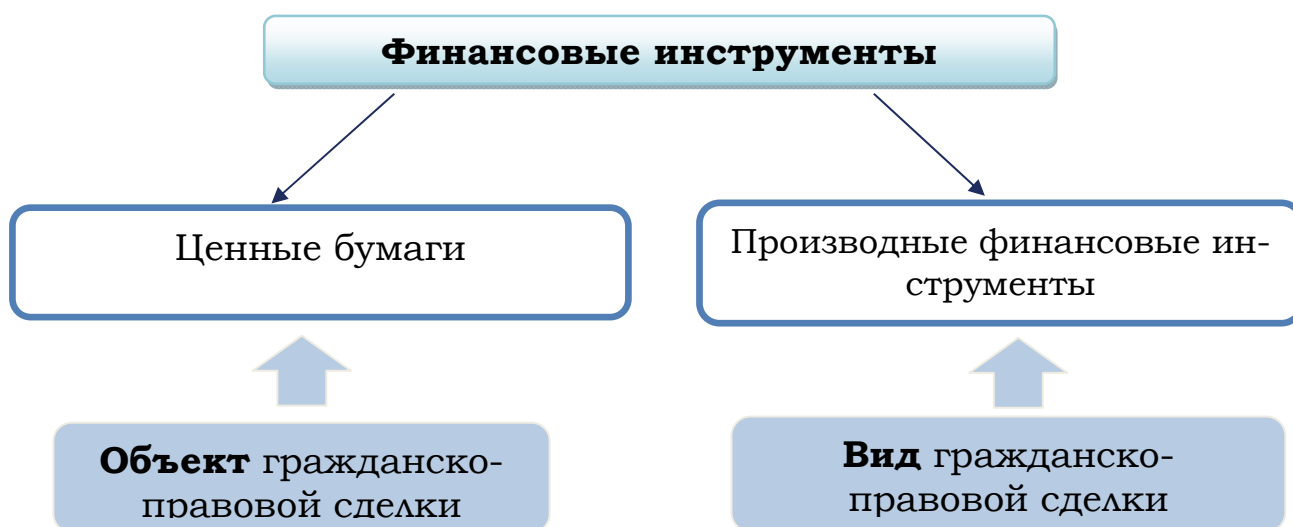 Финансовые инструменты
Ценные бумаги
Производные финансовые ин-
струменты
Объект гражданско-
правовой сделки
Вид гражданско-
правовой сделки